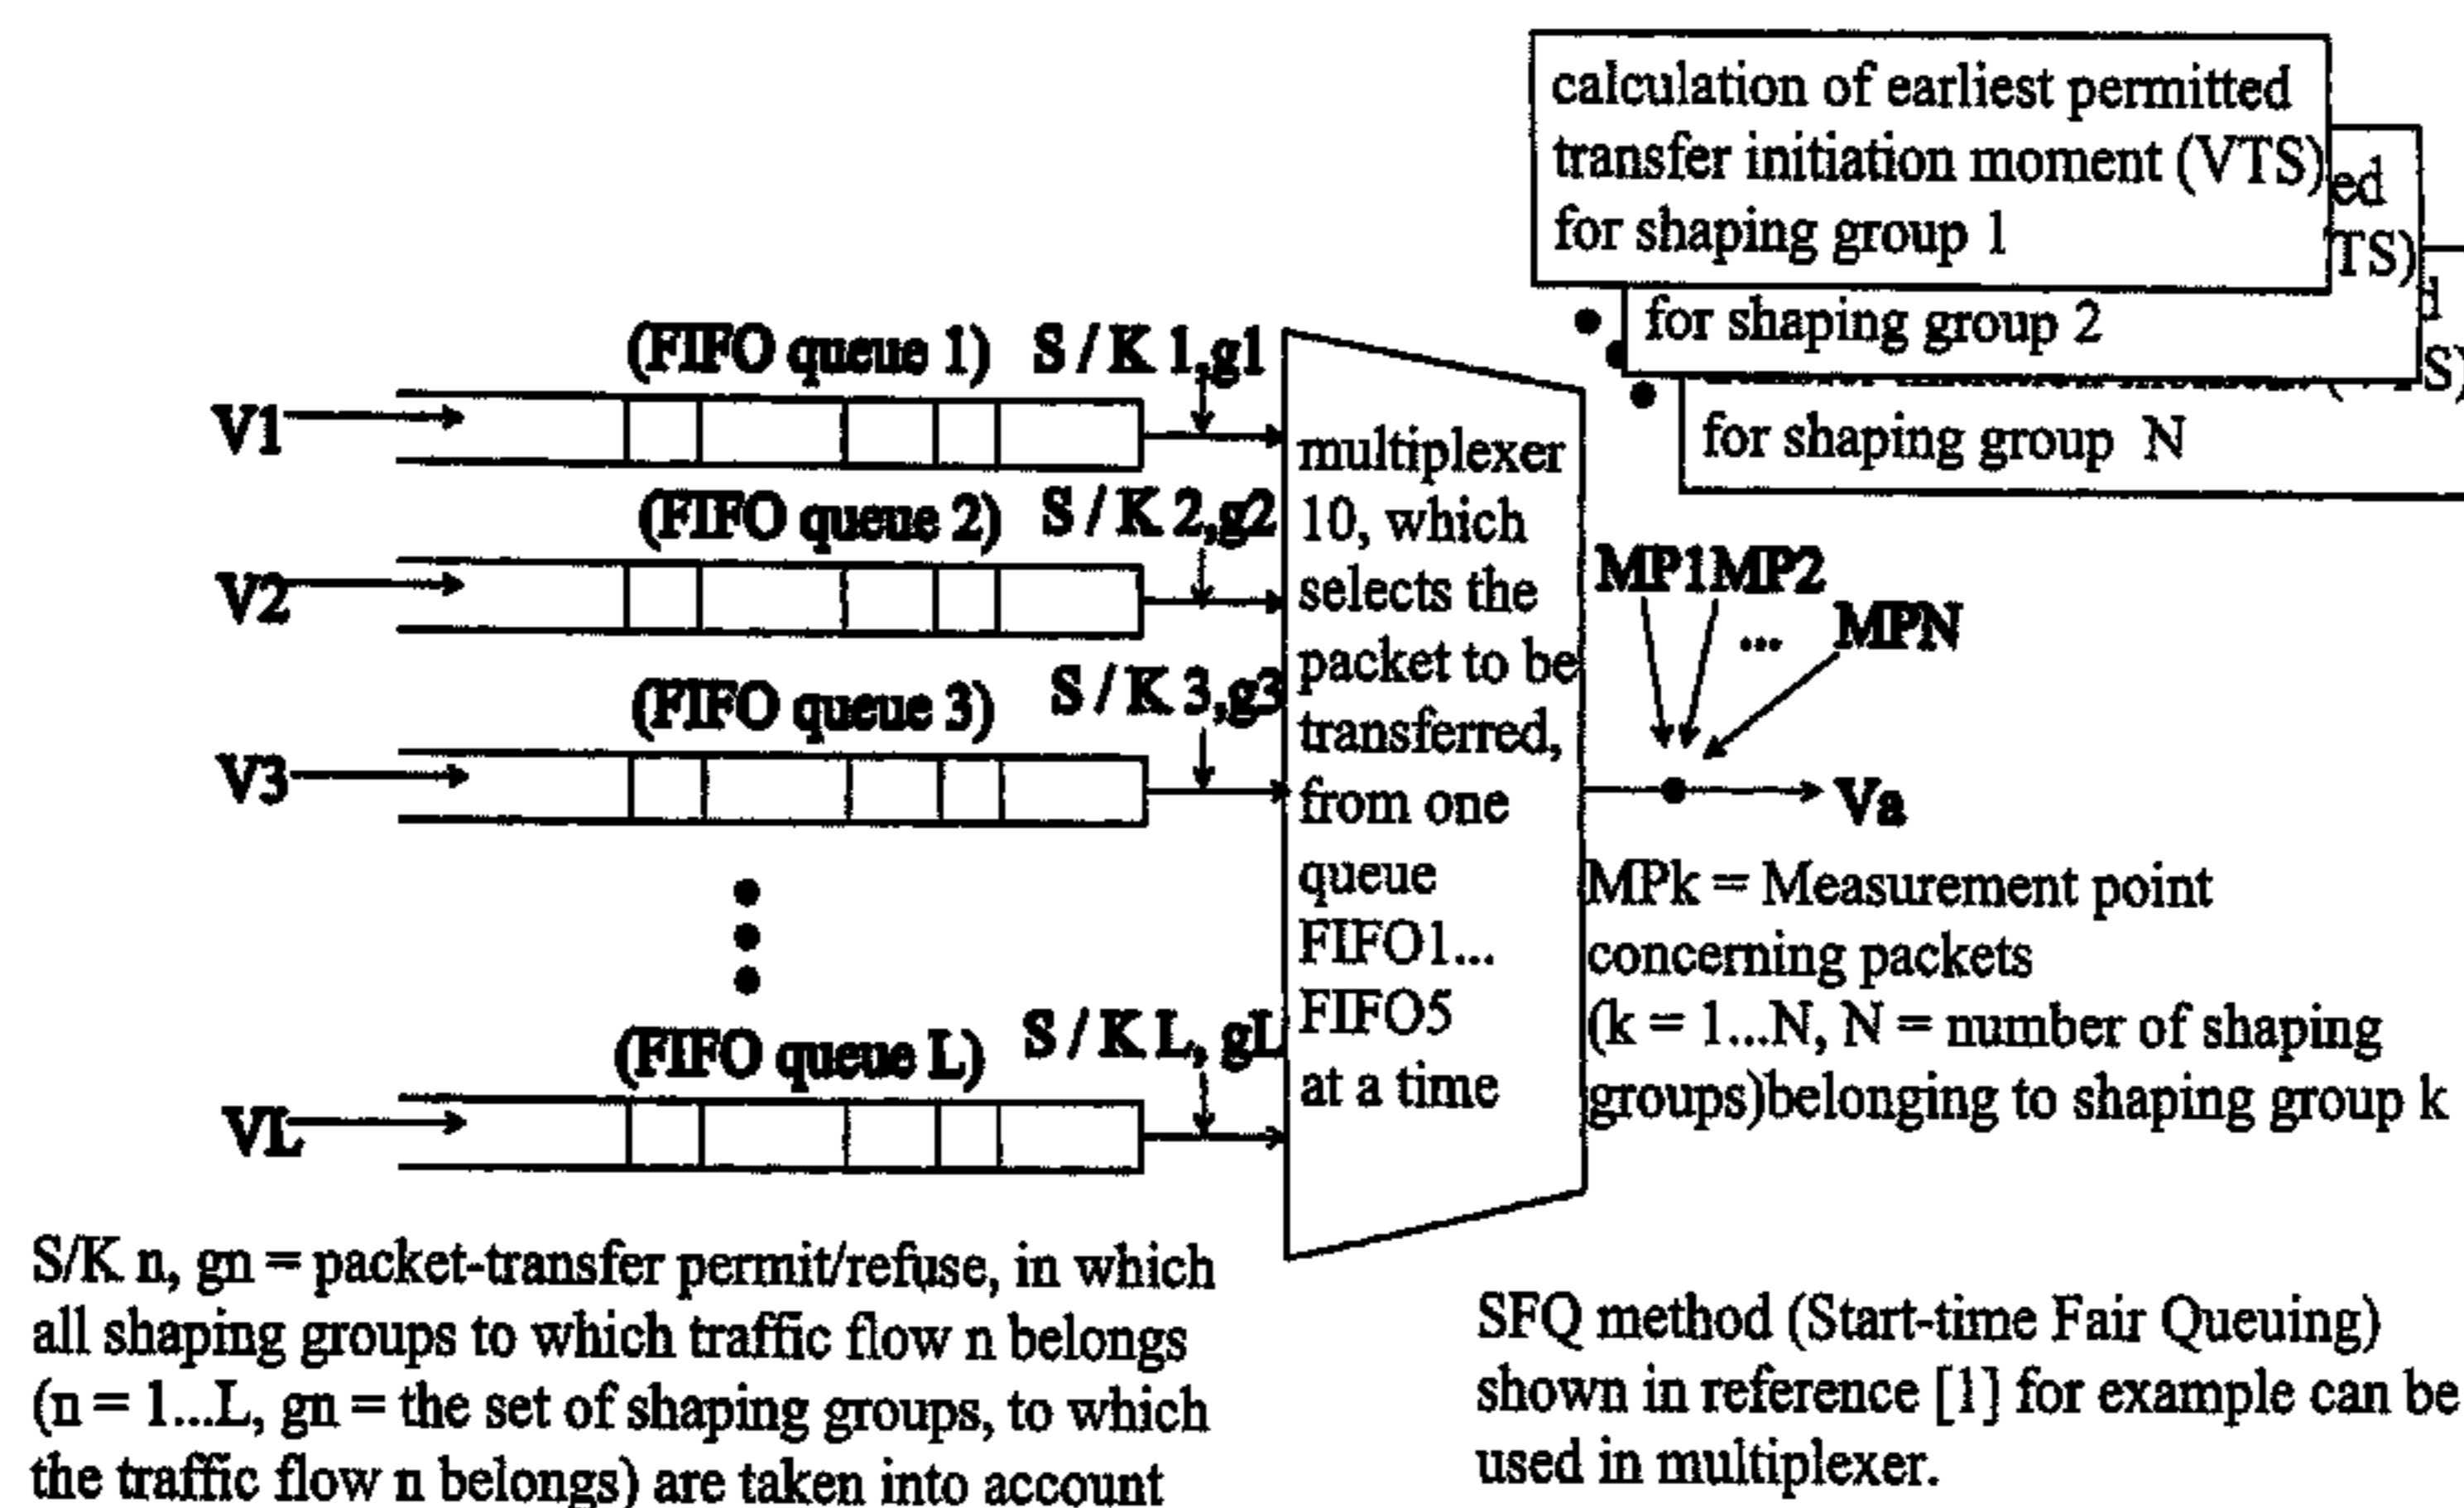 calculation of earliest permitted
transfer initiation moment (VTS)
for shaping group 1
ed
TS)
for shaping group 2
S)
for shaping group N
(FIFO queue 1) S / K 1,g1
V1
(FIFO queue 2) S / K 2,g2
V2
(FIFO queue 3) S / K 3,g3
V3
(FIFO queue L) S / K L, gL
VL
multiplexer
10, which
selects the
packet to be
transferred,
from one
queue
FIFO1...
FIFO5
at a time
MP1 MP2
... MPN
Va
MPk = Measurement point
concerning packets
(k = 1...N, N = number of shaping
groups)belonging to shaping group k
S/K n, gn = packet-transfer permit/refuse, in which
all shaping groups to which traffic flow n belongs
(n = 1...L, gn = the set of shaping groups, to which
the traffic flow n belongs) are taken into account
SFQ method (Start-time Fair Queuing)
shown in reference [1] for example can be
used in multiplexer.